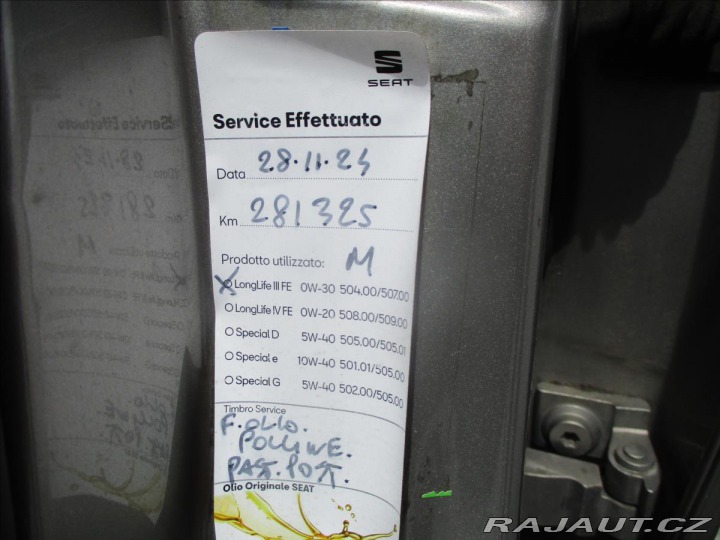 SEAT
Service Effettuato
Data 28.11.24
Km 281325
Prodotto utilizzato: M
X O LongLife III FE 0W-30 504.00/507.00
O LongLife IV FE 0W-20 508.00/509.00
O Special D 5W-40 505.00/505.01
O Special e 10W-40 501.01/505.00
O Special G 5W-40 502.00/505.00
Timbro Service
F. OLIO.
POLLINE.
PAST. POST.
Olio Originale SEAT
RAJAUT.CZ